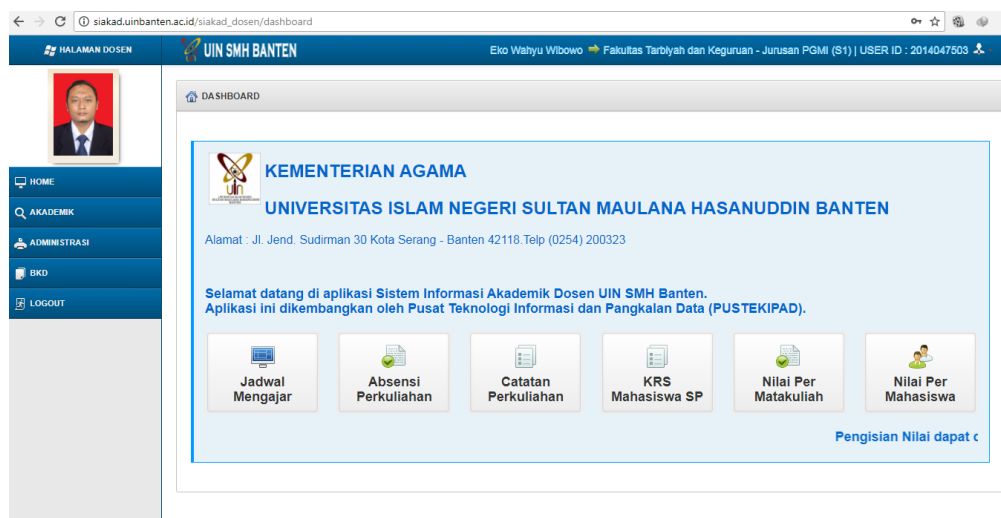 siakad.uinbanten.ac.id/siakad_dosen/dashboard
HALAMAN DOSEN
UIN SMH BANTEN
Eko Wahyu Wibowo Fakultas Tarbiyah dan Keguruan - Jurusan PGMI (S1) | USER ID : 2014047503
DASHBOARD
HOME
AKADEMIK
ADMINISTRASI
BKD
LOGOUT
uin
KEMENTERIAN AGAMA
UNIVERSITAS ISLAM NEGERI SULTAN MAULANA HASANUDDIN BANTEN
Alamat : Jl. Jend. Sudirman 30 Kota Serang - Banten 42118.Telp (0254) 200323
Selamat datang di aplikasi Sistem Informasi Akademik Dosen UIN SMH Banten.
Aplikasi ini dikembangkan oleh Pusat Teknologi Informasi dan Pangkalan Data (PUSTEKIPAD).
Jadwal
Mengajar
Absensi
Perkuliahan
Catatan
Perkuliahan
KRS
Mahasiswa SP
Nilai Per
Matakuliah
Nilai Per
Mahasiswa
Pengisian Nilai dapat